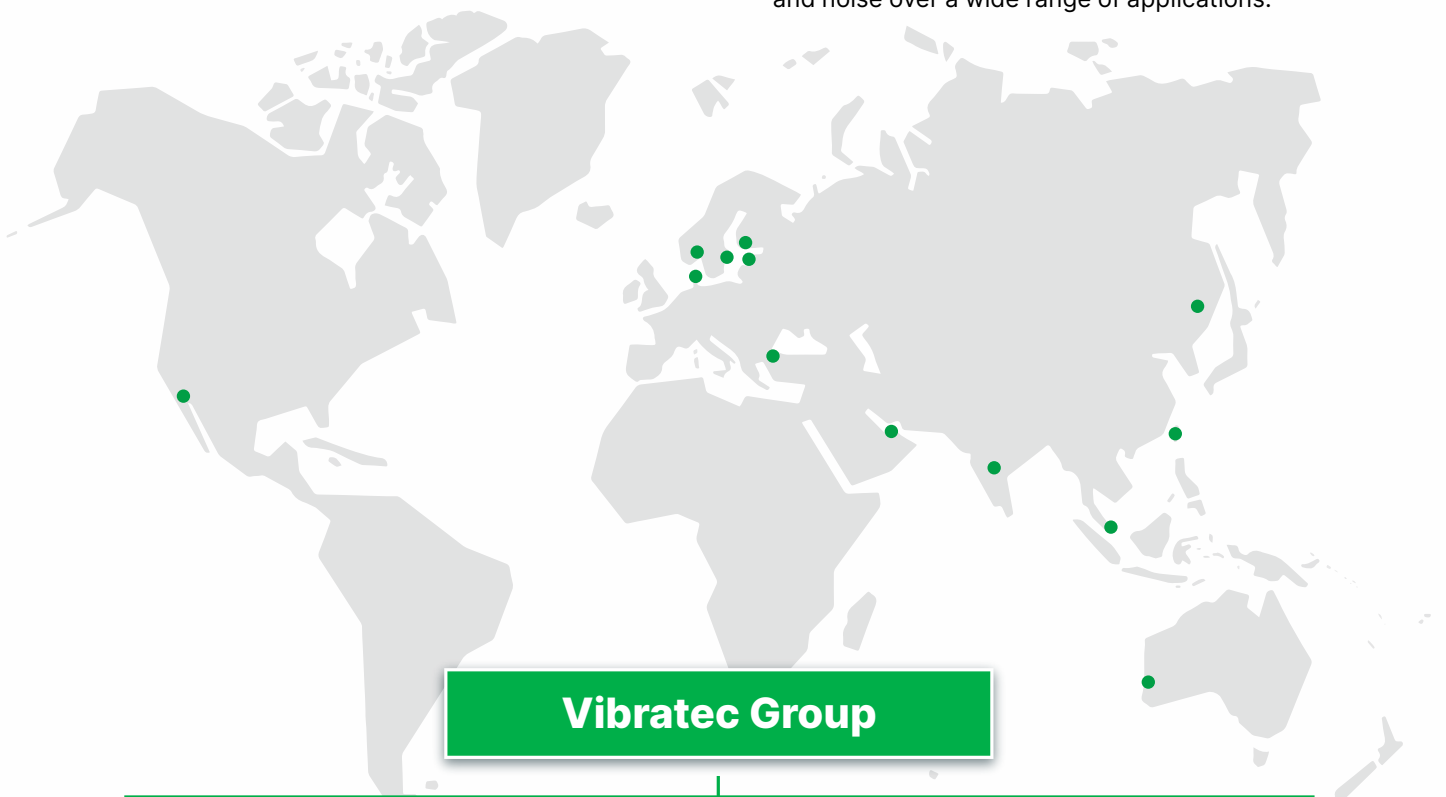 and noise over a wide range of applications.
Vibratec Group